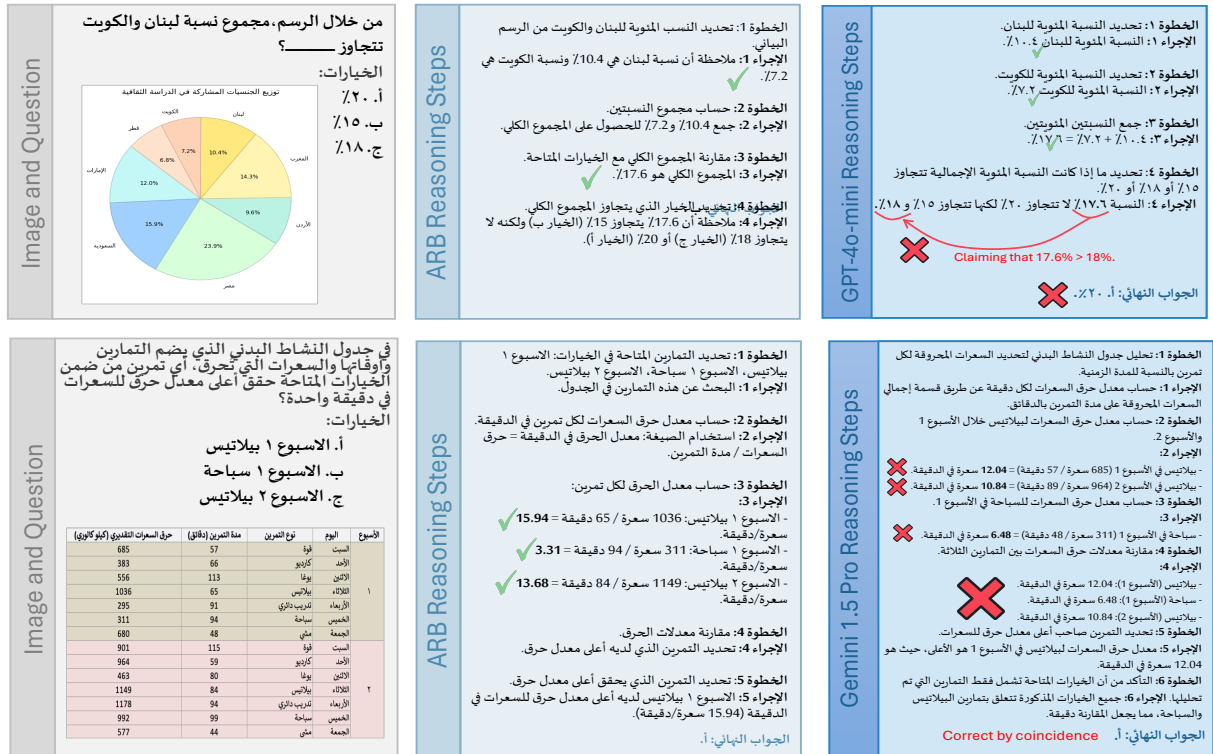 Image and Question
من خلال الرسم،مجموع نسبة لبنان والكويت
تتجاوز ـــــــــ؟
الخيارات:
أ. ٢٠٪
ب. ١٥٪
ج. ١٨٪
توزيع الجنسيات المشاركة في الدراسة الثقافية
الكويت
لبنان
قطر
المغرب
الإمارات
الأردن
السعودية
مصر
7.2%
10.4%
6.8%
14.3%
12.0%
9.6%
15.9%
23.9%
ARB Reasoning Steps
الخطوة 1: تحديد النسب المئوية للبنان والكويت من الرسم
البياني.
الإجراء 1: ملاحظة أن نسبة لبنان هي 10.4٪ ونسبة الكويت هي
7.2٪.
الخطوة 2: حساب مجموع النسبتين.
الإجراء 2: جمع 10.4٪ و7.2٪ للحصول على المجموع الكلي.
الخطوة 3: مقارنة المجموع الكلي مع الخيارات المتاحة.
الإجراء 3: المجموع الكلي هو 17.6٪.
الخطوة 4: تحديد الخيار الذي يتجاوز المجموع الكلي.
الإجراء 4: ملاحظة أن 17.6٪ يتجاوز 15٪ (الخيار ب) ولكنه لا
يتجاوز 18٪ (الخيار ج) أو 20٪ (الخيار أ).
GPT-4o-mini Reasoning Steps
الخطوة ١: تحديد النسبة المئوية للبنان.
الإجراء ١: النسبة المئوية للبنان ١٠.٤٪.
الخطوة ٢: تحديد النسبة المئوية للكويت.
الإجراء ٢: النسبة المئوية للكويت ٧.٢٪.
الخطوة ٣: جمع النسبتين المئويتين.
الإجراء ٣: ١٠.٤٪ + ٧.٢٪ = ١٧.٦٪.
الخطوة ٤: تحديد ما إذا كانت النسبة المئوية الإجمالية تتجاوز
١٥٪ أو ١٨٪ أو ٢٠٪.
الإجراء ٤: النسبة ١٧.٦٪ لا تتجاوز ٢٠٪ لكنها تتجاوز ١٥٪ و ١٨٪.
Claiming that 17.6% > 18%.
الجواب النهائي: أ. ٢٠٪.
Image and Question
في جدول النشاط البدني الذي يضم التمارين
وأوقاتها والسعرات التي تحرق، أي تمرين من ضمن
الخيارات المتاحة حقق أعلى معدل حرق للسعرات
في دقيقة واحدة؟
الخيارات:
أ. الاسبوع ١ بيلاتيس
ب. الاسبوع ١ سباحة
ج. الاسبوع ٢ بيلاتيس
الأسبوع اليوم نوع التمرين مدة التمرين (دقائق) حرق السعرات التقديري (كيلو كالوري)
١
السبت قوة 57 685
الأحد كارديو 66 383
الاثنين يوغا 113 556
الثلاثاء بيلاتيس 65 1036
الأربعاء تدريب دائري 91 295
الخميس سباحة 94 311
الجمعة مشي 48 680
٢
السبت قوة 115 901
الأحد كارديو 59 964
الاثنين يوغا 80 463
الثلاثاء بيلاتيس 84 1149
الأربعاء تدريب دائري 94 1178
الخميس سباحة 99 992
الجمعة مشي 44 577
ARB Reasoning Steps
الخطوة 1: تحديد التمارين المتاحة في الخيارات: الاسبوع ١
بيلاتيس، الاسبوع ١ سباحة، الاسبوع ٢ بيلاتيس.
الإجراء 1: البحث عن هذه التمارين في الجدول.
الخطوة 2: حساب معدل حرق السعرات لكل تمرين في الدقيقة.
الإجراء 2: استخدام الصيغة: معدل الحرق في الدقيقة = حرق
السعرات / مدة التمرين.
الخطوة 3: حساب معدل الحرق لكل تمرين:
الإجراء 3:
- الاسبوع ١ بيلاتيس: 1036 سعرة / 65 دقيقة = 15.94
سعرة/دقيقة.
- الاسبوع ١ سباحة: 311 سعرة / 94 دقيقة = 3.31
سعرة/دقيقة.
- الاسبوع ٢ بيلاتيس: 1149 سعرة / 84 دقيقة = 13.68
سعرة/دقيقة.
الخطوة 4: مقارنة معدلات الحرق.
الإجراء 4: تحديد التمرين الذي لديه أعلى معدل حرق.
الخطوة 5: تحديد التمرين الذي يحقق أعلى معدل حرق.
الإجراء 5: الاسبوع ١ بيلاتيس لديه أعلى معدل حرق للسعرات في
الدقيقة (15.94 سعرة/دقيقة).
الجواب النهائي: أ.
Gemini 1.5 Pro Reasoning Steps
الخطوة 1: تحليل جدول النشاط البدني لتحديد السعرات المحروقة لكل
تمرين بالنسبة للمدة الزمنية.
الإجراء 1: حساب معدل حرق السعرات لكل دقيقة عن طريق قسمة إجمالي
السعرات المحروقة على مدة التمرين بالدقائق.
الخطوة 2: حساب معدل حرق السعرات لبيلاتيس خلال الأسبوع 1
والأسبوع 2.
الإجراء 2:
- بيلاتيس في الأسبوع 1 (685 سعرة / 57 دقيقة) = 12.04 سعرة في الدقيقة.
- بيلاتيس في الأسبوع 2 (964 سعرة / 89 دقيقة) = 10.84 سعرة في الدقيقة.
الخطوة 3: حساب معدل حرق السعرات للسباحة في الأسبوع 1.
الإجراء 3:
- سباحة في الأسبوع 1 (311 سعرة / 48 دقيقة) = 6.48 سعرة في الدقيقة.
الخطوة 4: مقارنة معدلات حرق السعرات بين التمارين الثلاثة.
الإجراء 4:
- بيلاتيس (الأسبوع 1): 12.04 سعرة في الدقيقة.
- سباحة (الأسبوع 1): 6.48 سعرة في الدقيقة.
- بيلاتيس (الأسبوع 2): 10.84 سعرة في الدقيقة.
الخطوة 5: تحديد التمرين صاحب أعلى معدل حرق للسعرات.
الإجراء 5: معدل حرق السعرات لبيلاتيس في الأسبوع 1 هو الأعلى، حيث هو
12.04 سعرة في الدقيقة.
الخطوة 6: التأكد من أن الخيارات المتاحة تشمل فقط التمارين التي تم
تحليلها. الإجراء 6: جميع الخيارات المذكورة تتعلق بتمارين البيلاتيس
والسباحة، مما يجعل المقارنة دقيقة.
الجواب النهائي: أ.
Correct by coincidence